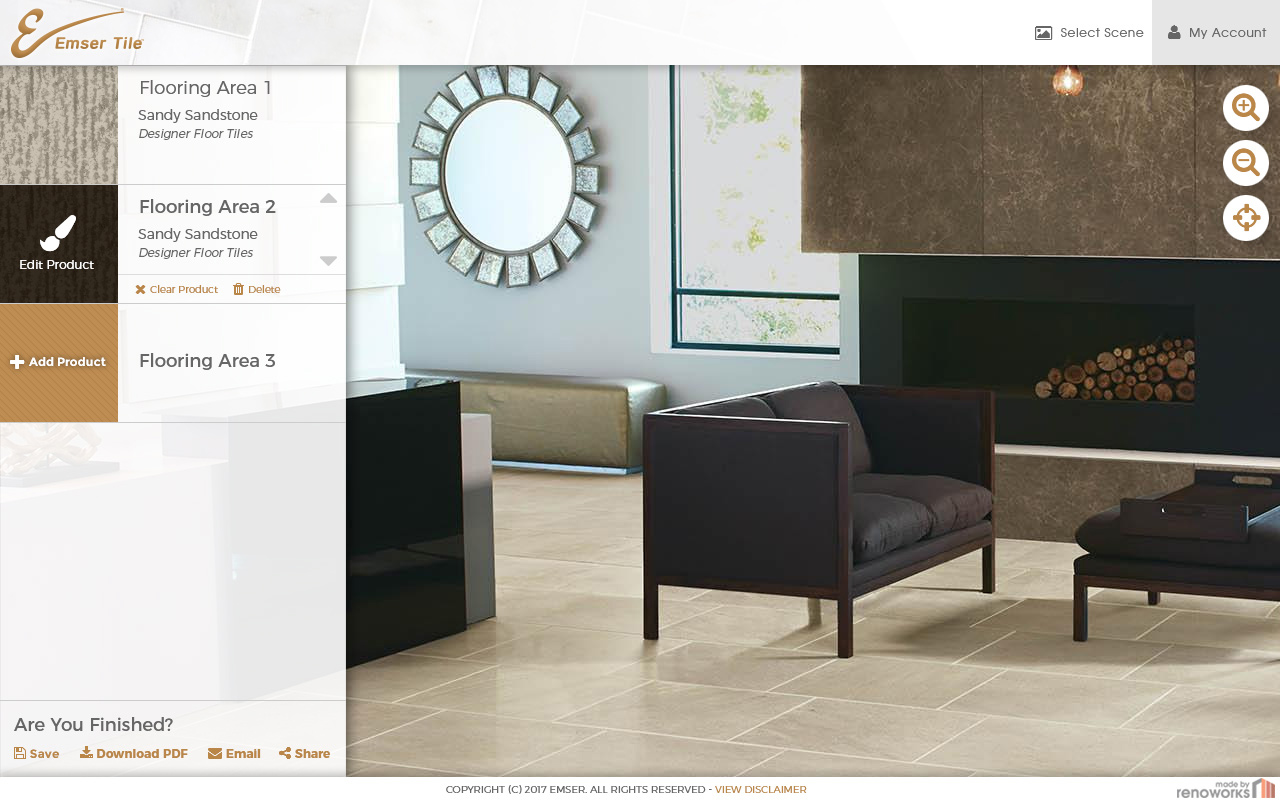 Emser Tile
Select Scene
My Account
Flooring Area 1
Sandy Sandstone
Designer Floor Tiles
Edit Product
Flooring Area 2
Sandy Sandstone
Designer Floor Tiles
Clear Product
Delete
Add Product
Flooring Area 3
Are You Finished?
Save
Download PDF
Email
Share
COPYRIGHT (C) 2017 EMSER. ALL RIGHTS RESERVED - VIEW DISCLAIMER
made by
renoworks